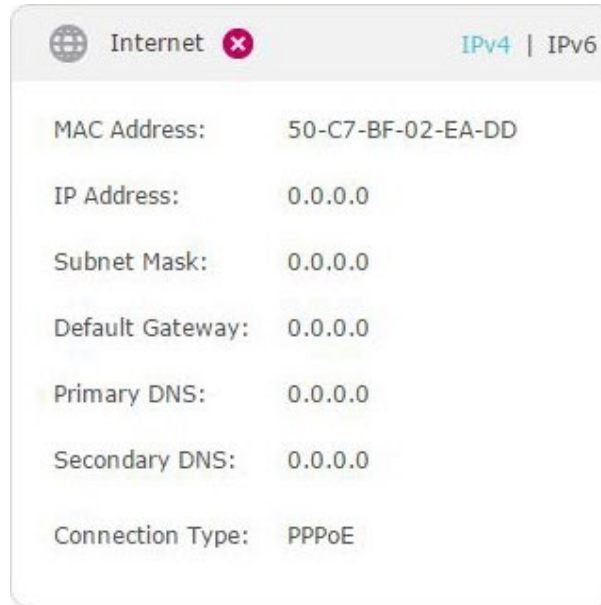 Internet IPv4 | IPv6
MAC Address: 50-C7-BF-02-EA-DD
IP Address: 0.0.0.0
Subnet Mask: 0.0.0.0
Default Gateway: 0.0.0.0
Primary DNS: 0.0.0.0
Secondary DNS: 0.0.0.0
Connection Type: PPPoE